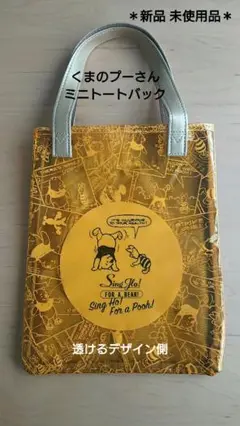 ＊新品 未使用品＊
くまのプーさん
ミニトートバック
Sing Ho!
FOR A BEAR!
Sing Ho!
For a Pooh!
透けるデザイン側